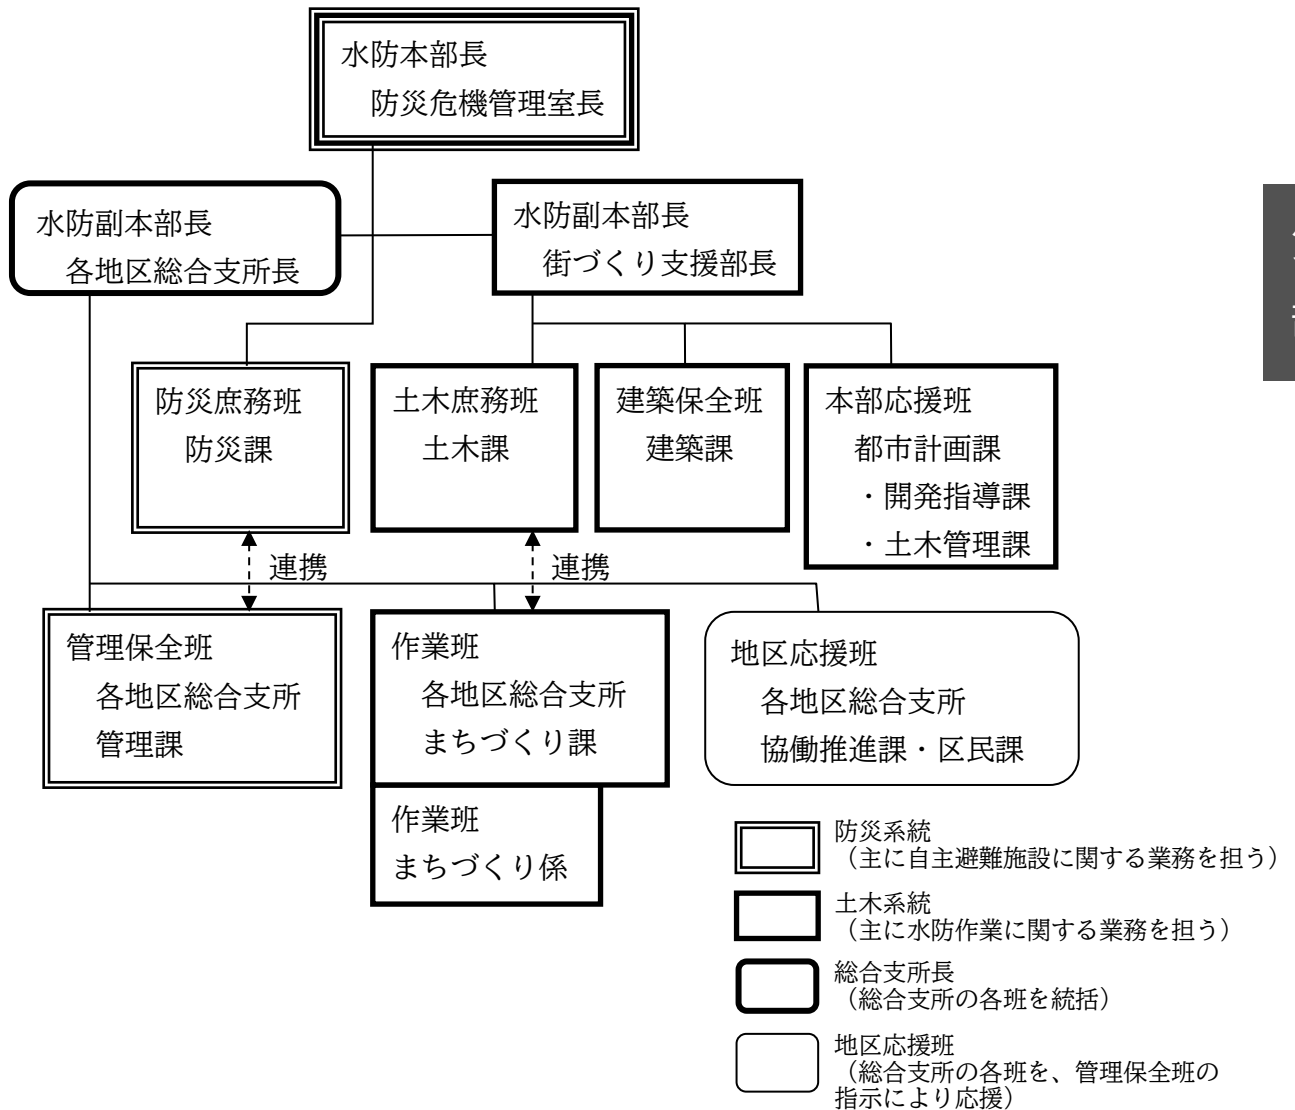 水防本部長
防災危機管理室長
水防副本部長
各地区総合支所長
水防副本部長
街づくり支援部長
防災庶務班
防災課
土木庶務班
土木課
建築保全班
建築課
本部応援班
都市計画課
・開発指導課
・土木管理課
連携
連携
管理保全班
各地区総合支所
管理課
作業班
各地区総合支所
まちづくり課
地区応援班
各地区総合支所
協働推進課・区民課
作業班
まちづくり係
防災系統
（主に自主避難施設に関する業務を担う）
土木系統
（主に水防作業に関する業務を担う）
総合支所長
（総合支所の各班を統括）
地区応援班
（総合支所の各班を、管理保全班の
指示により応援）